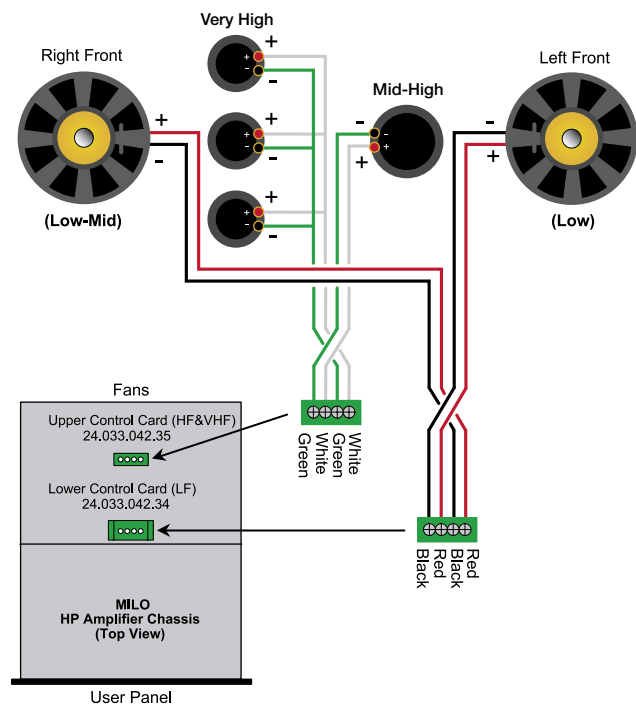 Very High
Right Front
Left Front
Mid-High
+
-
+
-
+
-
+
-
+
-
+
-
+
-
+
-
+
-
+
-
-
+
-
+
-
+
(Low-Mid)
(Low)
Fans
Upper Control Card (HF&VHF)
24.033.042.35
Lower Control Card (LF)
24.033.042.34
Green
White
Green
White
Black
Red
Black
Red
MILO
HP Amplifier Chassis
(Top View)
User Panel